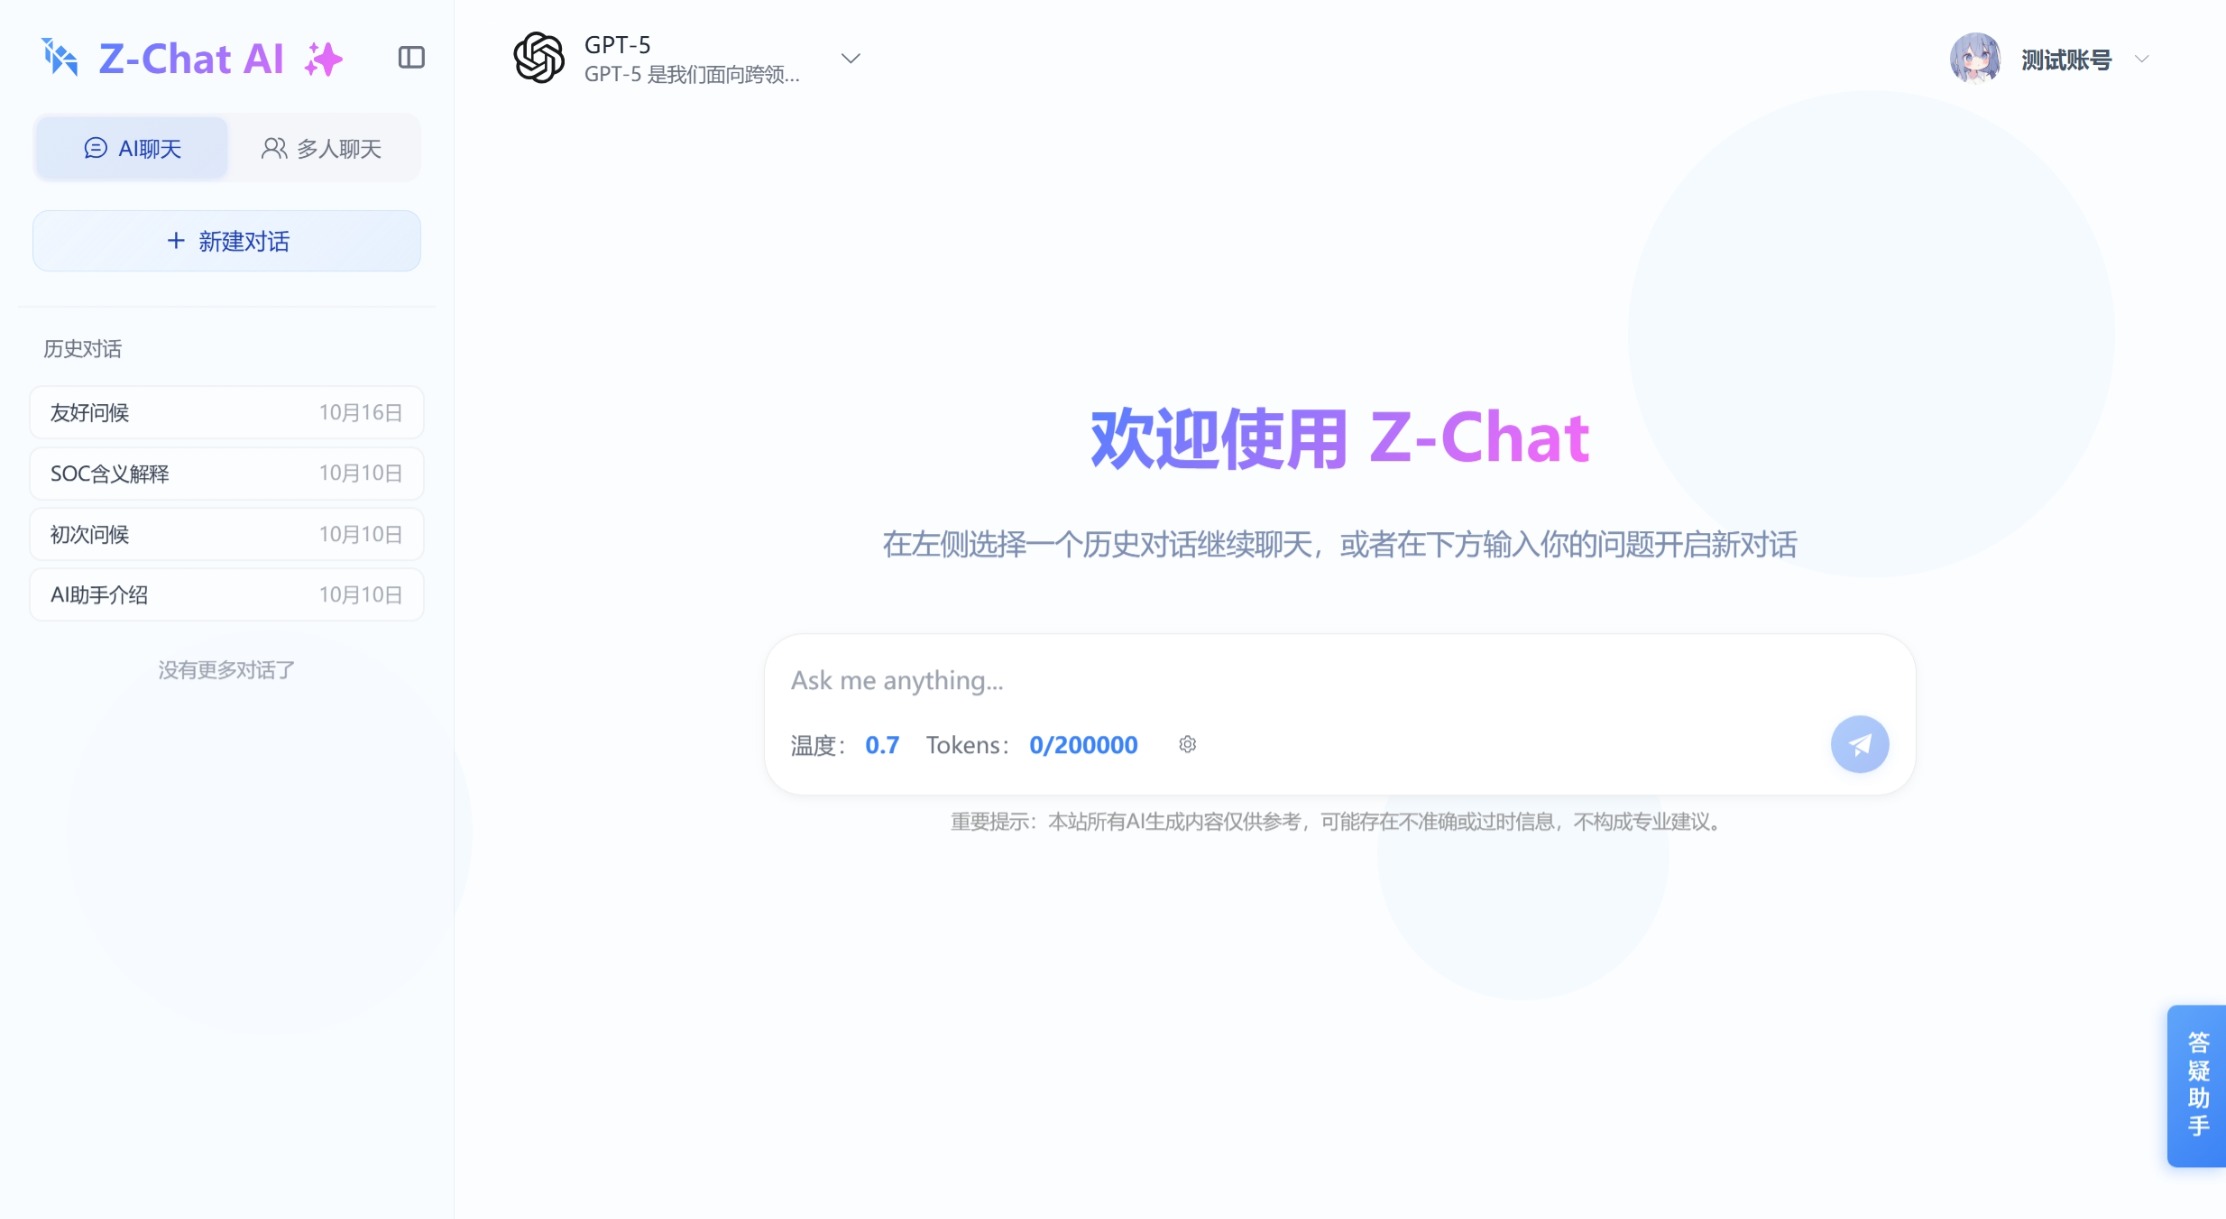 Z-Chat AI
AI聊天
多人聊天
+ 新建对话
历史对话
友好问候 10月16日
SOC含义解释 10月10日
初次问候 10月10日
AI助手介绍 10月10日
没有更多对话了
GPT-5
GPT-5 是我们面向跨领...
测试账号
欢迎使用 Z-Chat
在左侧选择一个历史对话继续聊天，或者在下方输入你的问题开启新对话
Ask me anything...
温度： 0.7 Tokens： 0/200000
重要提示：本站所有AI生成内容仅供参考，可能存在不准确或过时信息，不构成专业建议。
答疑助手